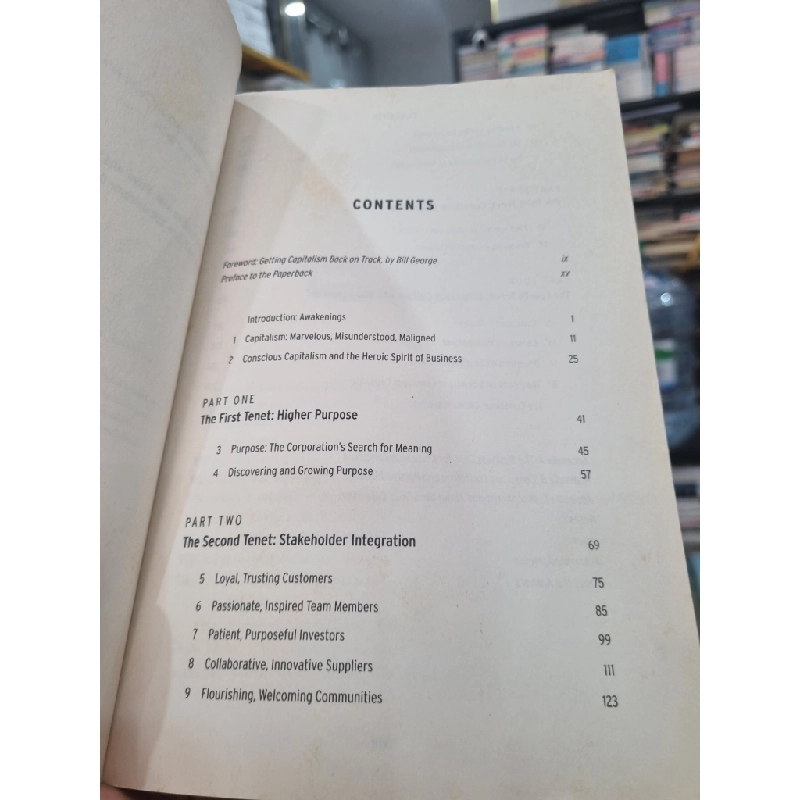 CONTENTS
Foreword: Getting Capitalism Back on Track, by Bill George ix
Preface to the Paperback xv
Introduction: Awakenings 1
1 Capitalism: Marvelous, Misunderstood, Maligned 11
2 Conscious Capitalism and the Heroic Spirit of Business 25
PART ONE
The First Tenet: Higher Purpose 41
3 Purpose: The Corporation's Search for Meaning 45
4 Discovering and Growing Purpose 57
PART TWO
The Second Tenet: Stakeholder Integration 69
5 Loyal, Trusting Customers 75
6 Passionate, Inspired Team Members 85
7 Patient, Purposeful Investors 99
8 Collaborative, Innovative Suppliers 111
9 Flourishing, Welcoming Communities 123